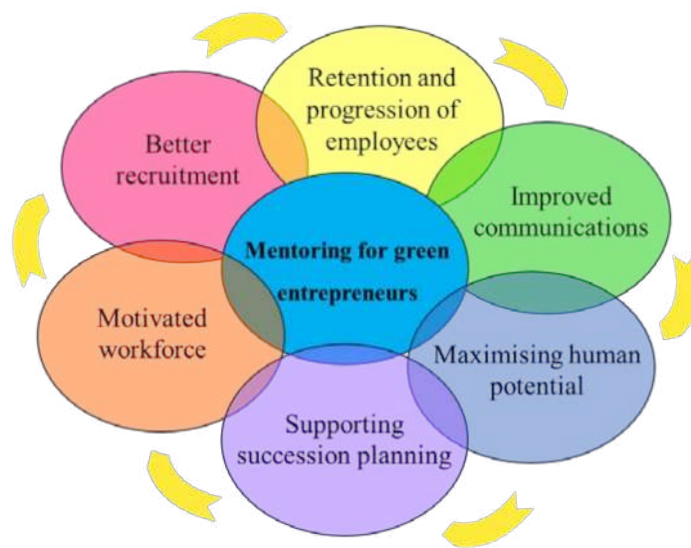 Retention and
progression of
employees
Better
recruitment
Improved
communications
Mentoring for green
entrepreneurs
Motivated
workforce
Maximising human
potential
Supporting
succession planning